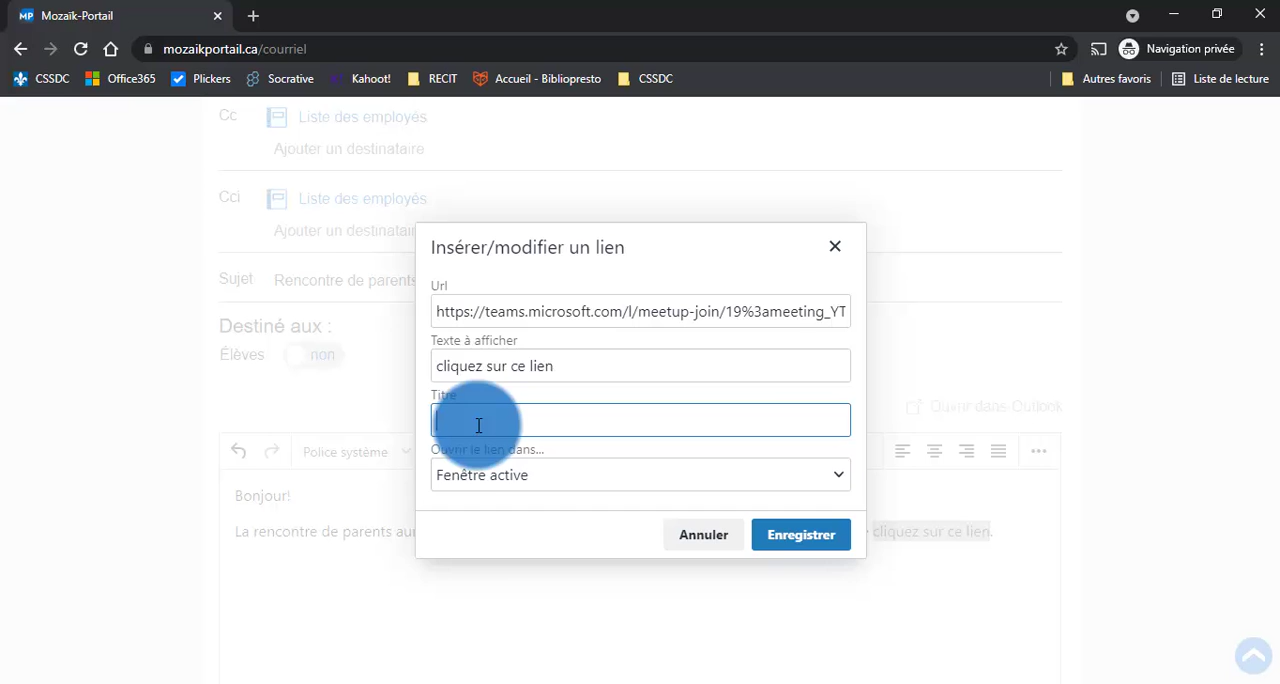 MP Mozaïk-Portail
mozaikportail.ca/courriel
Navigation privée
CSSDC Office365 Plickers Socrative Kahoot! RECIT Accueil - Bibliopresto CSSDC Autres favoris Liste de lecture
Cc Liste des employés
Ajouter un destinataire
Cci Liste des employés
Ajouter un destinatair
Sujet Rencontre de parents
Destiné aux :
Élèves non
Ouvrir dans Outlook
Police système
Bonjour!
La rencontre de parents aur
cliquez sur ce lien.
Insérer/modifier un lien
Url
https://teams.microsoft.com/l/meetup-join/19%3ameeting_YT
Texte à afficher
cliquez sur ce lien
Titre
Ouvrir le lien dans...
Fenêtre active
Annuler Enregistrer